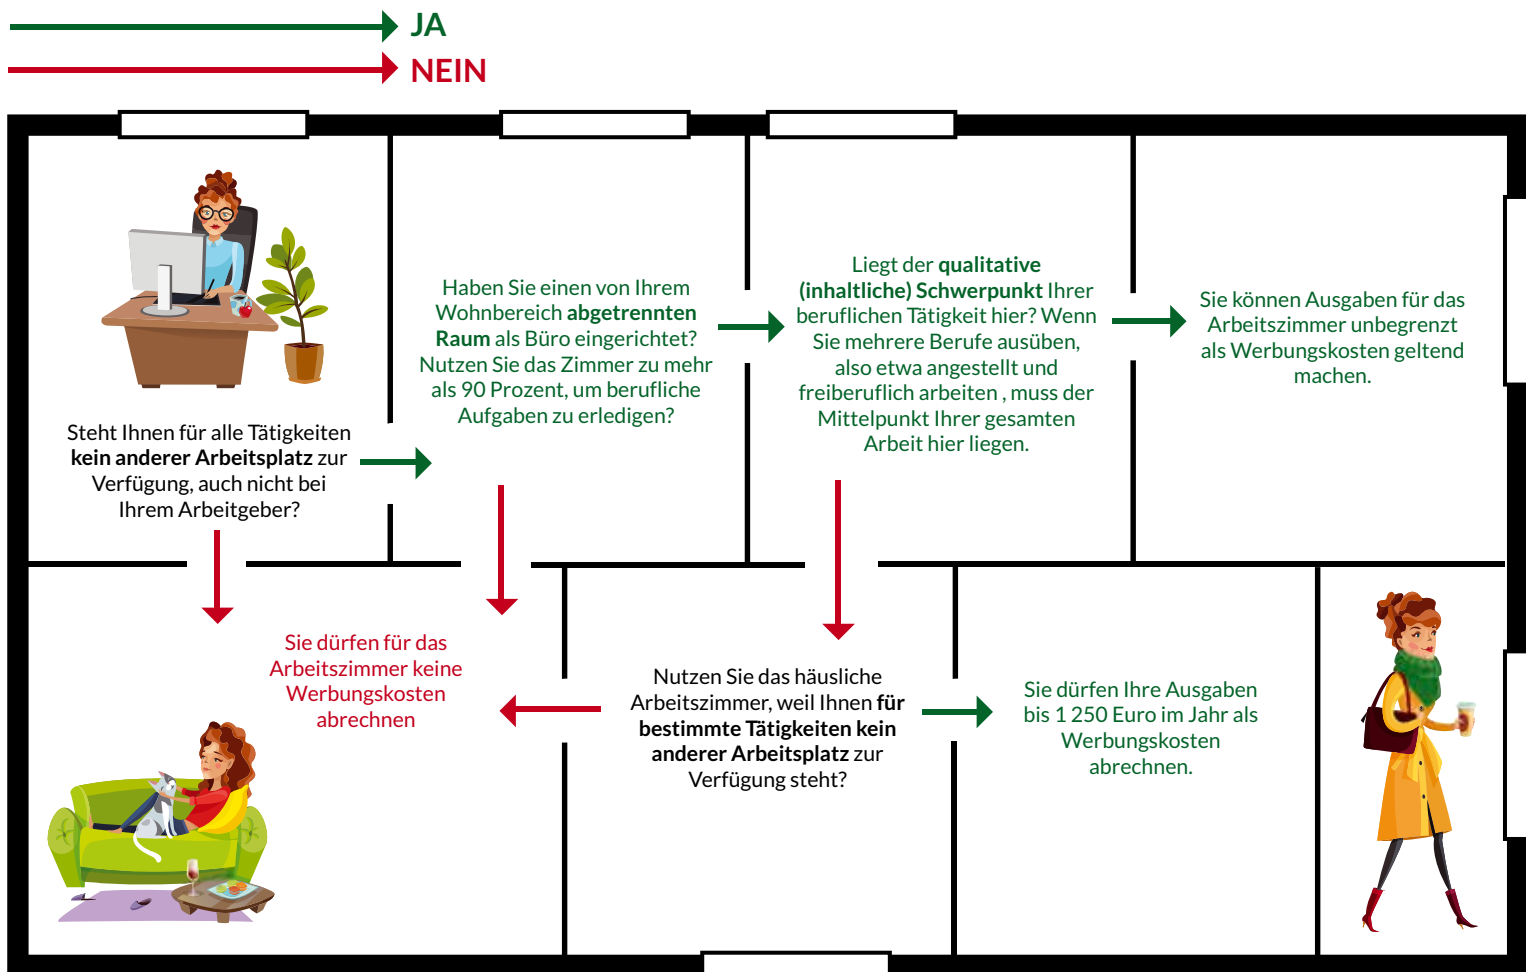 JA
NEIN
Steht Ihnen für alle Tätigkeiten
kein anderer Arbeitsplatz zur
Verfügung, auch nicht bei
Ihrem Arbeitgeber?
Haben Sie einen von Ihrem
Wohnbereich abgetrennten
Raum als Büro eingerichtet?
Nutzen Sie das Zimmer zu mehr
als 90 Prozent, um berufliche
Aufgaben zu erledigen?
Liegt der qualitative
(inhaltliche) Schwerpunkt Ihrer
beruflichen Tätigkeit hier? Wenn
Sie mehrere Berufe ausüben,
also etwa angestellt und
freiberuflich arbeiten , muss der
Mittelpunkt Ihrer gesamten
Arbeit hier liegen.
Sie können Ausgaben für das
Arbeitszimmer unbegrenzt
als Werbungskosten geltend
machen.
Sie dürfen für das
Arbeitszimmer keine
Werbungskosten
abrechnen
Nutzen Sie das häusliche
Arbeitszimmer, weil Ihnen für
bestimmte Tätigkeiten kein
anderer Arbeitsplatz zur
Verfügung steht?
Sie dürfen Ihre Ausgaben
bis 1 250 Euro im Jahr als
Werbungskosten
abrechnen.